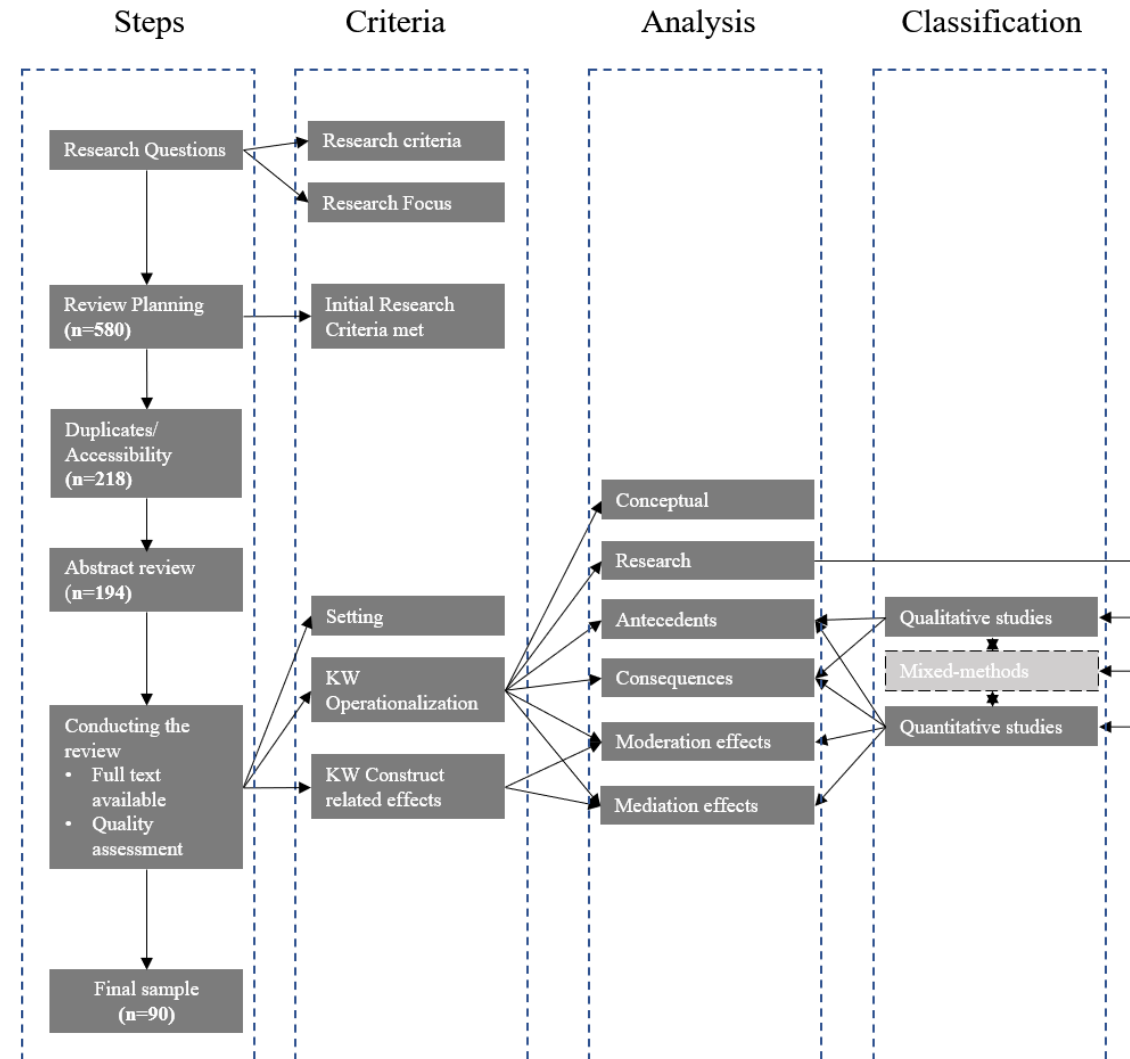 Steps
Criteria
Analysis
Classification
Research Questions
Review Planning
(n=580)
Duplicates/
Accessibility
(n=218)
Abstract review
(n=194)
Conducting the
review
• Full text
available
• Quality
assessment
Final sample
(n=90)
Research criteria
Research Focus
Initial Research
Criteria met
Setting
KW
Operationalization
KW Construct
related effects
Conceptual
Research
Antecedents
Consequences
Moderation effects
Mediation effects
Qualitative studies
Mixed-methods
Quantitative studies